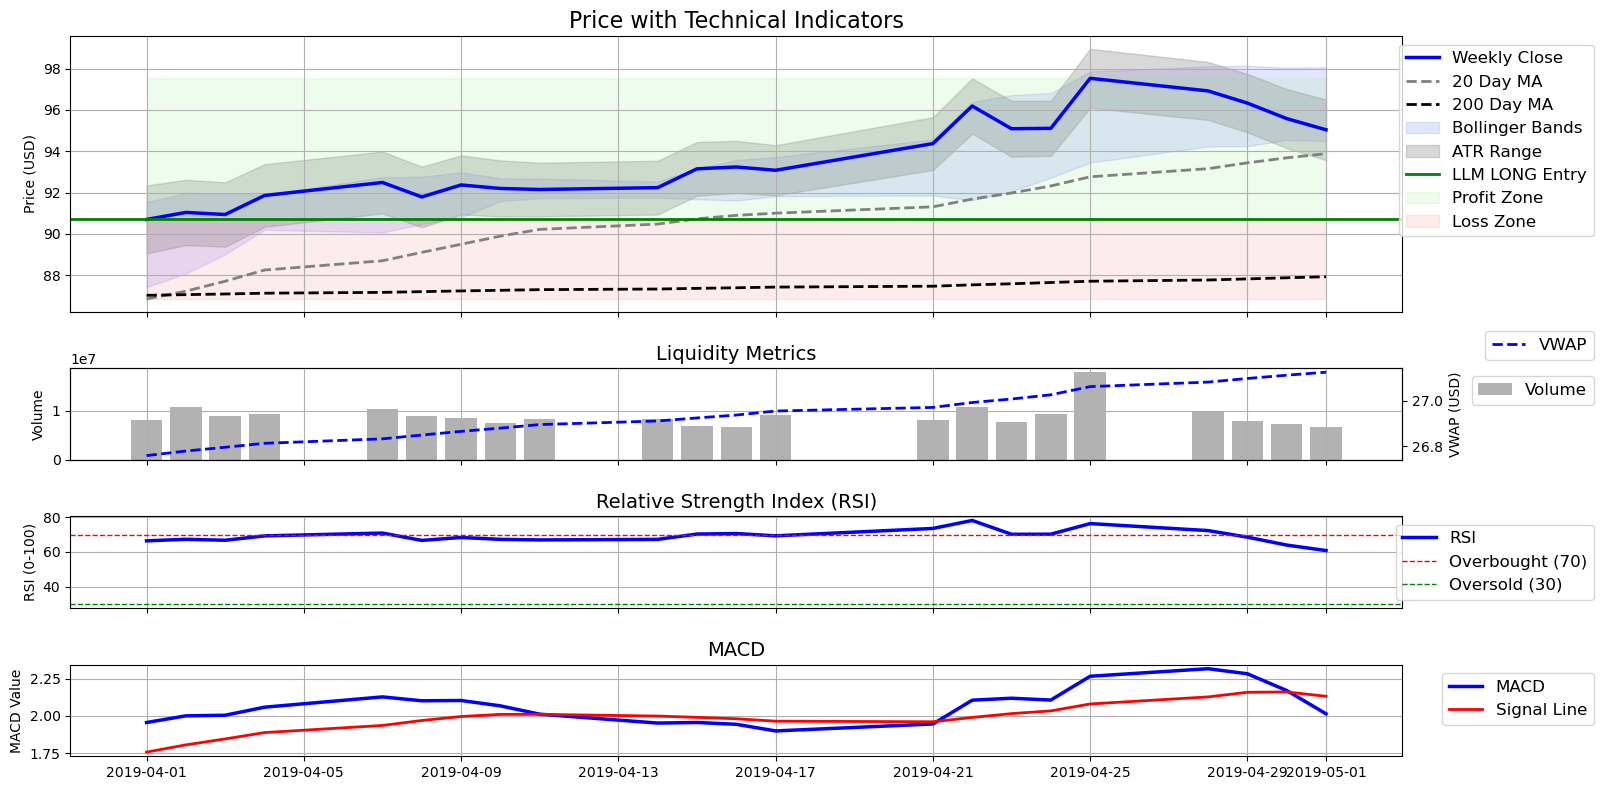 Price with Technical Indicators
Price (USD)
98
96
94
92
90
88
Weekly Close
20 Day MA
200 Day MA
Bollinger Bands
ATR Range
LLM LONG Entry
Profit Zone
Loss Zone
Liquidity Metrics
1e7
Volume
1
0
27.0
26.8
VWAP (USD)
VWAP
Volume
Relative Strength Index (RSI)
RSI (0-100)
80
60
40
RSI
Overbought (70)
Oversold (30)
MACD
MACD Value
2.25
2.00
1.75
MACD
Signal Line
2019-04-01
2019-04-05
2019-04-09
2019-04-13
2019-04-17
2019-04-21
2019-04-25
2019-04-29
2019-05-01